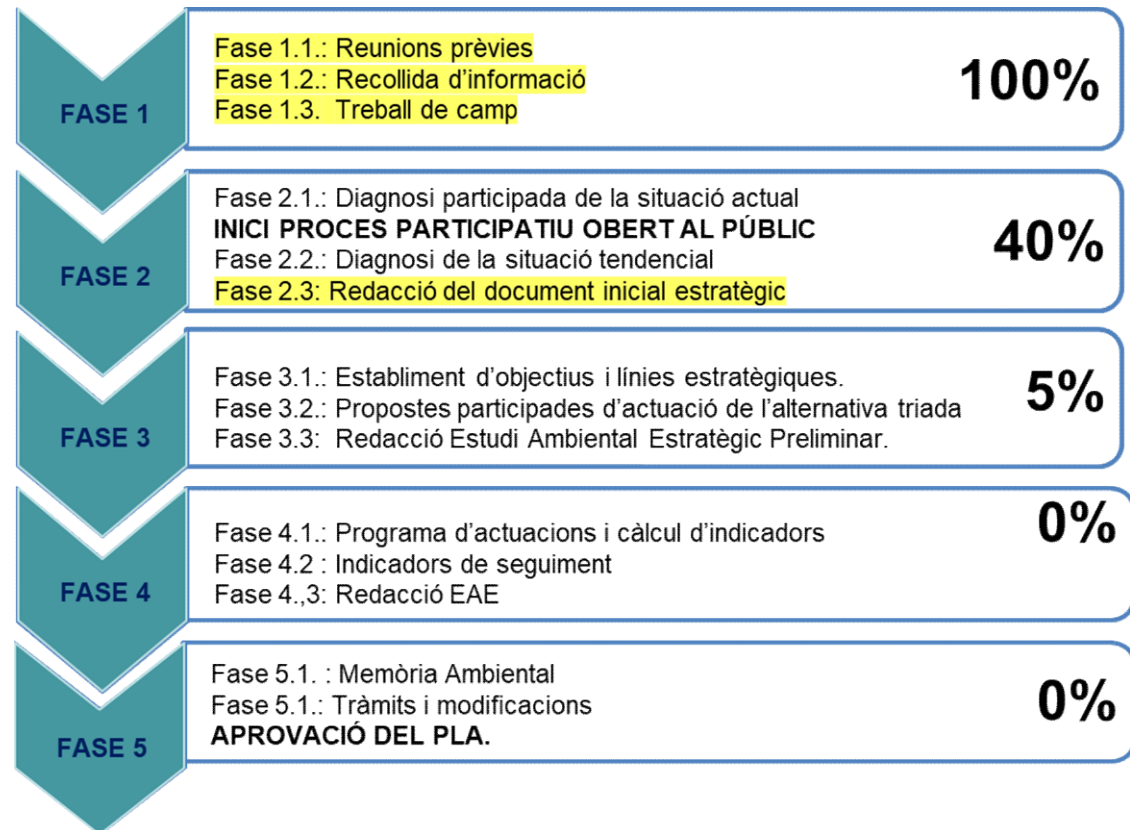 FASE 1
Fase 1.1.: Reunions prèvies
Fase 1.2.: Recollida d'informació
Fase 1.3.  Treball de camp
100%
FASE 2
Fase 2.1.: Diagnosi participada de la situació actual
INICI PROCES PARTICIPATIU OBERT AL PÚBLIC
Fase 2.2.: Diagnosi de la situació tendencial
Fase 2.3: Redacció del document inicial estratègic
40%
FASE 3
Fase 3.1.: Establiment d'objectius i línies estratègiques.
Fase 3.2.: Propostes participades d'actuació de l'alternativa triada
Fase 3.3:  Redacció Estudi Ambiental Estratègic Preliminar.
5%
FASE 4
Fase 4.1.: Programa d'actuacions i càlcul d'indicadors
Fase 4.2 : Indicadors de seguiment
Fase 4.,3: Redacció EAE
0%
FASE 5
Fase 5.1. : Memòria Ambiental
Fase 5.1.: Tràmits i modificacions
APROVACIÓ DEL PLA.
0%